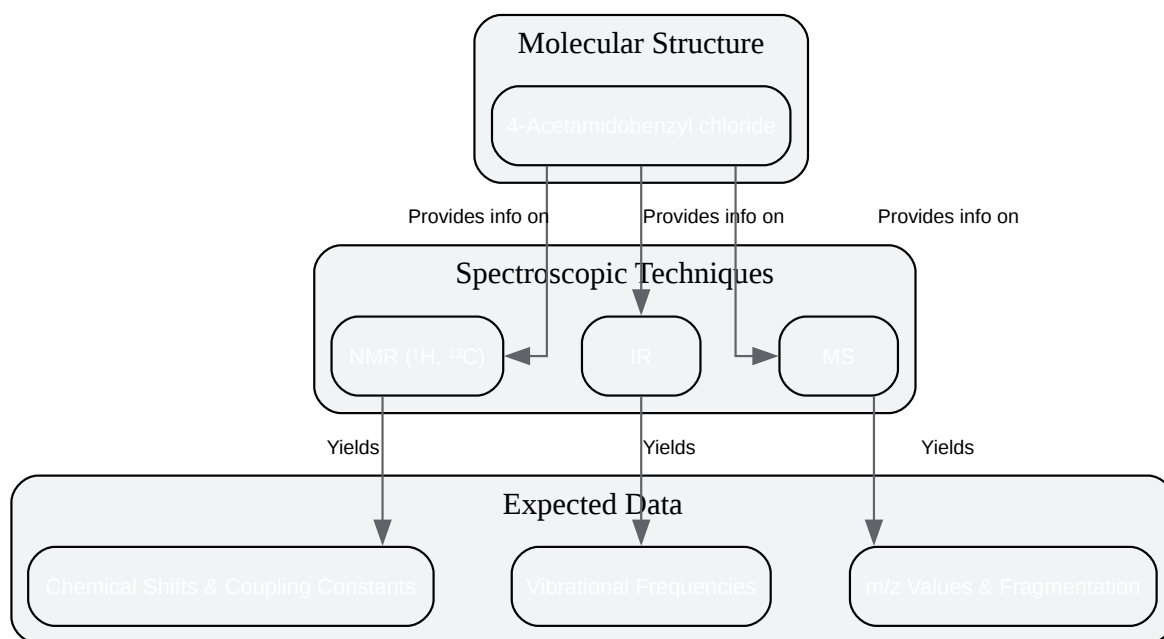 Molecular Structure
4-Acetamidobenzyl chloride
Provides info on
Provides info on
Provides info on
Spectroscopic Techniques
NMR (¹H, ¹³C)
IR
MS
Yields
Yields
Yields
Expected Data
Chemical Shifts & Coupling Constants
Vibrational Frequencies
m/z Values & Fragmentation